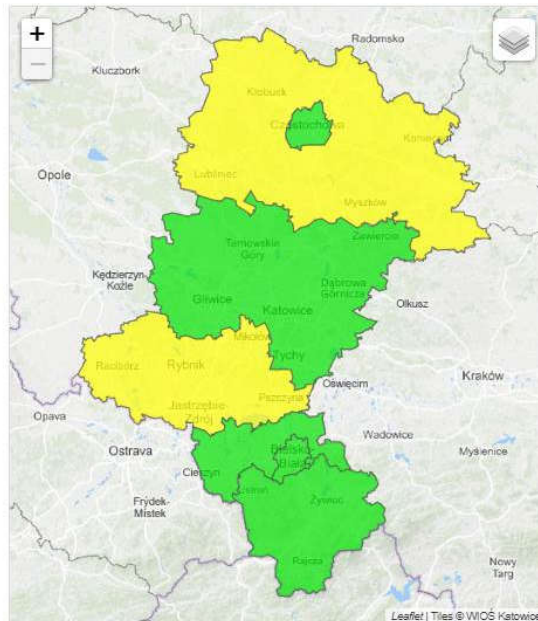 +
−
Radomsko
Kluczbork
Kłobuck
Częstochowa
Koniecpol
Lubliniec
Opole
Myszków
Zawiercie
Tarnowskie
Góry
Kędzierzyn-
Koźle
Dąbrowa
Górnicza
Gliwice
Katowice
Olkusz
Mikołów
Tychy
Racibórz
Rybnik
Oświęcim
Kraków
Pszczyna
Jastrzębie-
Zdrój
Opava
Wadowice
Ostrava
Bielsko-
Biała
Myślenice
Cieszyn
Żywiec
Frýdek-
Místek
Rajcza
Nowy
Targ
Leaflet | Tiles © WIOŚ Katowice